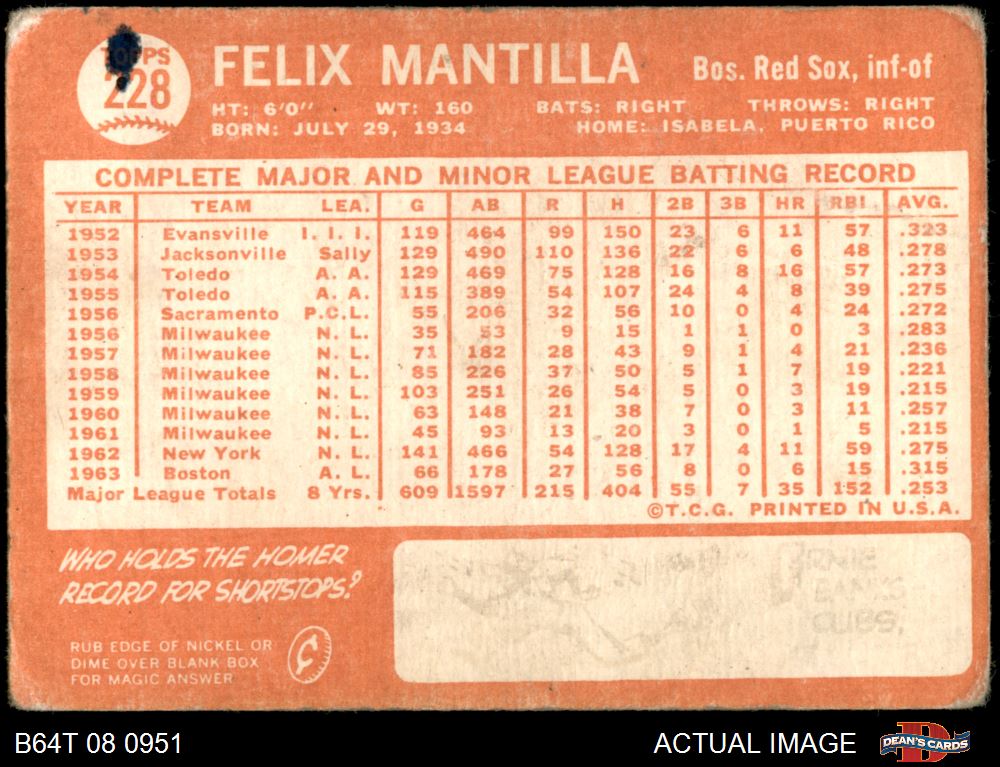 TOPPS
228
FELIX MANTILLA
Bos. Red Sox, inf-of
HT: 6'0" WT: 160 BATS: RIGHT THROWS: RIGHT
BORN: JULY 29, 1934 HOME: ISABELA, PUERTO RICO
COMPLETE MAJOR AND MINOR LEAGUE BATTING RECORD
YEAR TEAM LEA. G AB R H 2B 3B HR RBI AVG.
1952 Evansville I. I. I. 119 464 99 150 23 6 11 57 .323
1953 Jacksonville Sally 129 490 110 136 22 6 6 48 .278
1954 Toledo A. A. 129 469 75 128 16 8 16 57 .273
1955 Toledo A. A. 115 389 54 107 24 4 8 39 .275
1956 Sacramento P.C.L. 55 206 32 56 10 0 4 24 .272
1956 Milwaukee N. L. 35 53 9 15 1 1 0 3 .283
1957 Milwaukee N. L. 71 182 28 43 9 1 4 21 .236
1958 Milwaukee N. L. 85 226 37 50 5 1 7 19 .221
1959 Milwaukee N. L. 103 251 26 54 5 0 3 19 .215
1960 Milwaukee N. L. 63 148 21 38 7 0 3 11 .257
1961 Milwaukee N. L. 45 93 13 20 3 0 1 5 .215
1962 New York N. L. 141 466 54 128 17 4 11 59 .275
1963 Boston A. L. 66 178 27 56 8 0 6 15 .315
Major League Totals 8 Yrs. 609 1597 215 404 55 7 35 152 .253
©T.C.G. PRINTED IN U.S.A.
WHO HOLDS THE HOMER
RECORD FOR SHORTSTOPS?
RUB EDGE OF NICKEL OR
DIME OVER BLANK BOX
FOR MAGIC ANSWER
ERNIE
BANKS
CUBS.
B64T 08 0951
ACTUAL IMAGE
DEAN'S CARDS